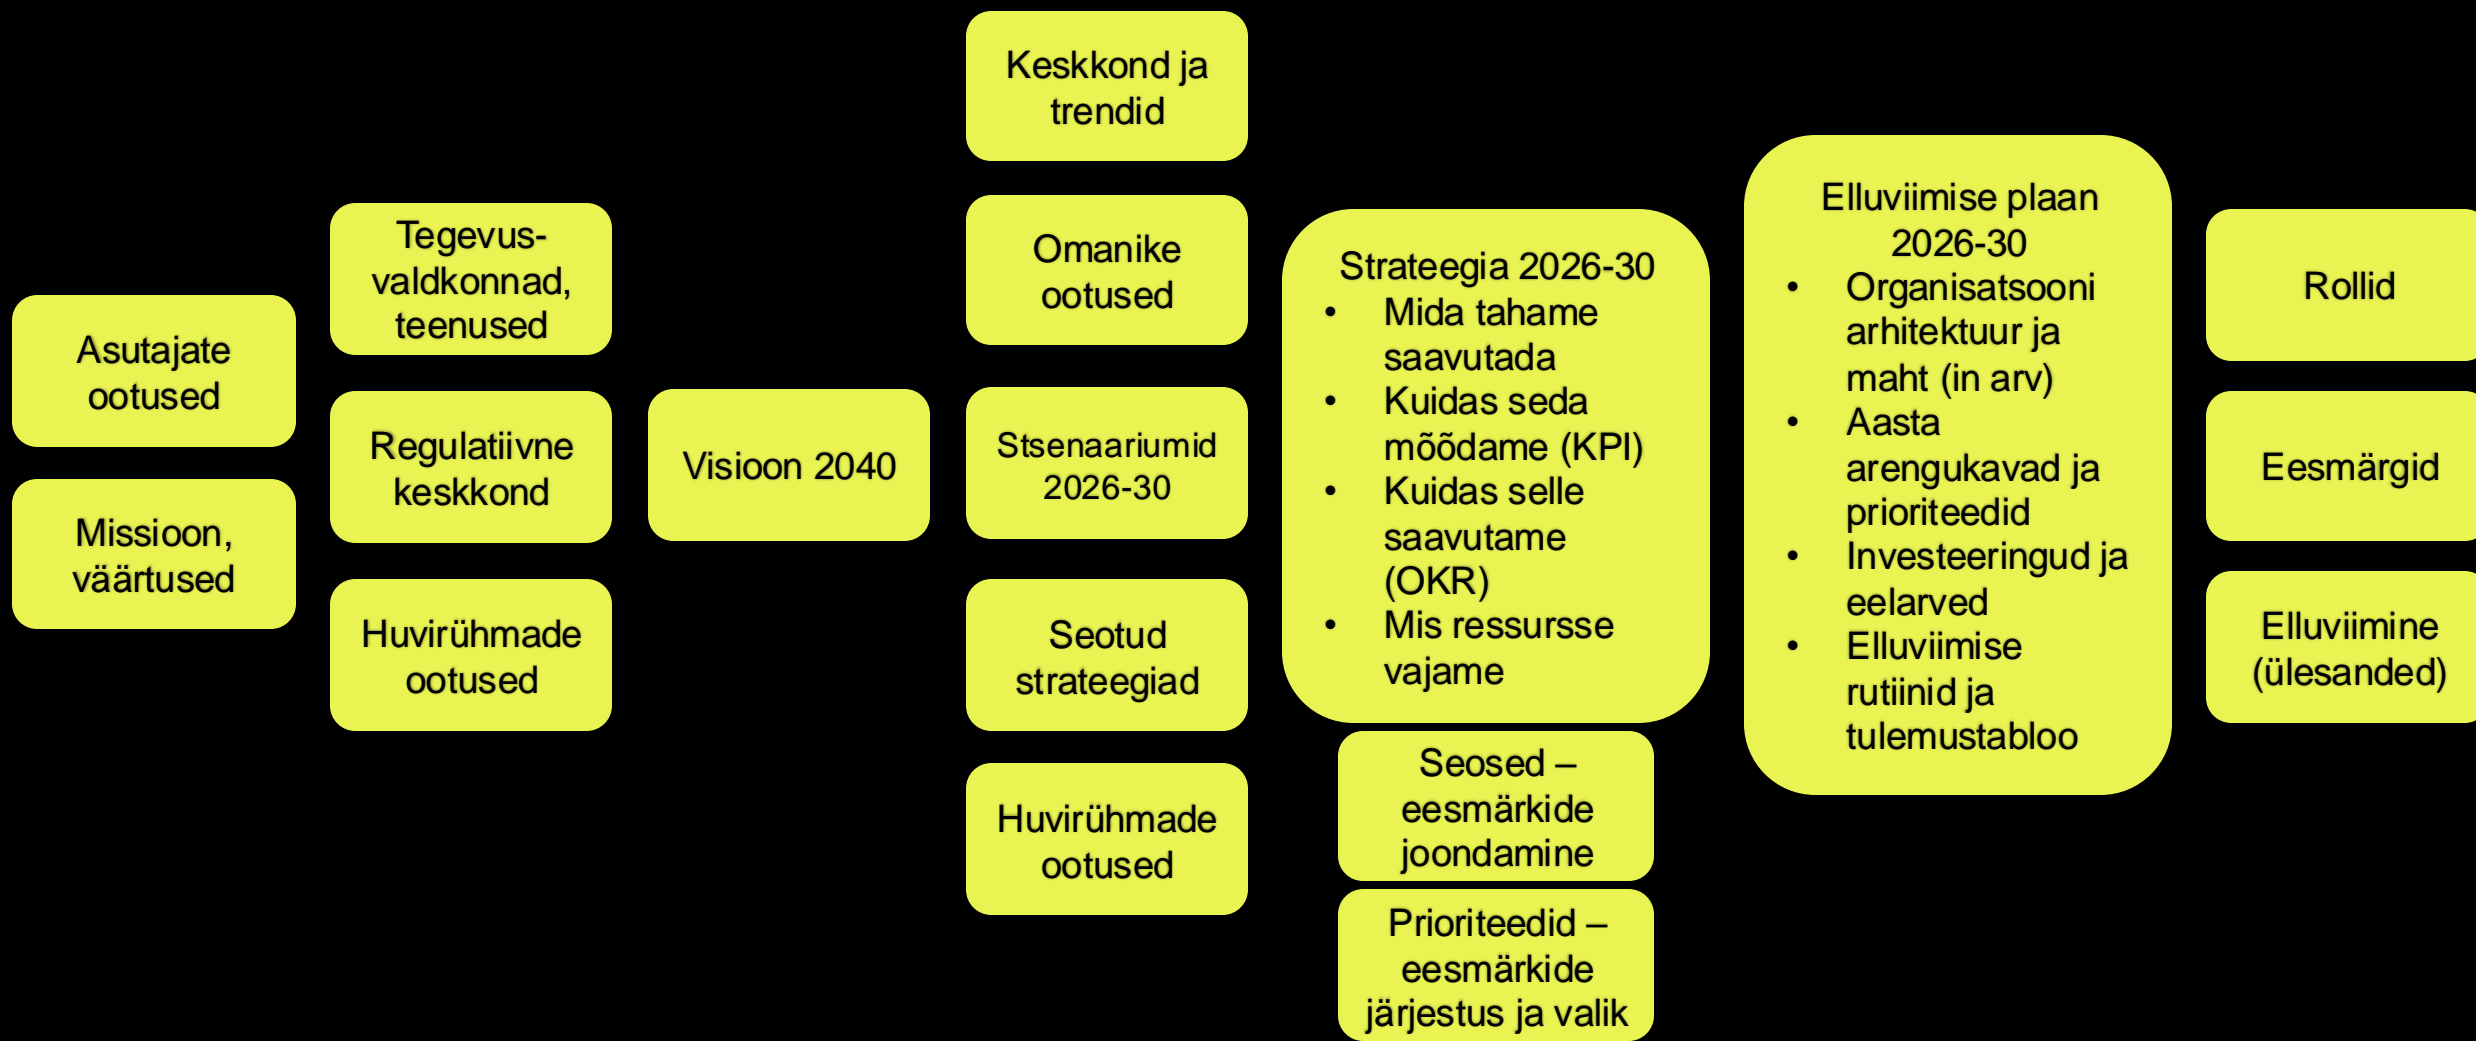 Asutajate
ootused
Missioon,
väärtused
Tegevus-
valdkonnad,
teenused
Regulatiivne
keskkond
Huvirühmade
ootused
Visioon 2040
Keskkond ja
trendid
Omanike
ootused
Stsenaariumid
2026-30
Seotud
strateegiad
Huvirühmade
ootused
Strateegia 2026-30
• Mida tahame
saavutada
• Kuidas seda
mõõdame (KPI)
• Kuidas selle
saavutame
(OKR)
• Mis ressursse
vajame
Seosed –
eesmärkide
joondamine
Prioriteedid –
eesmärkide
järjestus ja valik
Elluviimise plaan
2026-30
• Organisatsooni
arhitektuur ja
maht (in arv)
• Aasta
arengukavad ja
prioriteedid
• Investeeringud ja
eelarved
• Elluviimise
rutiinid ja
tulemustabloo
Rollid
Eesmärgid
Elluviimine
(ülesanded)